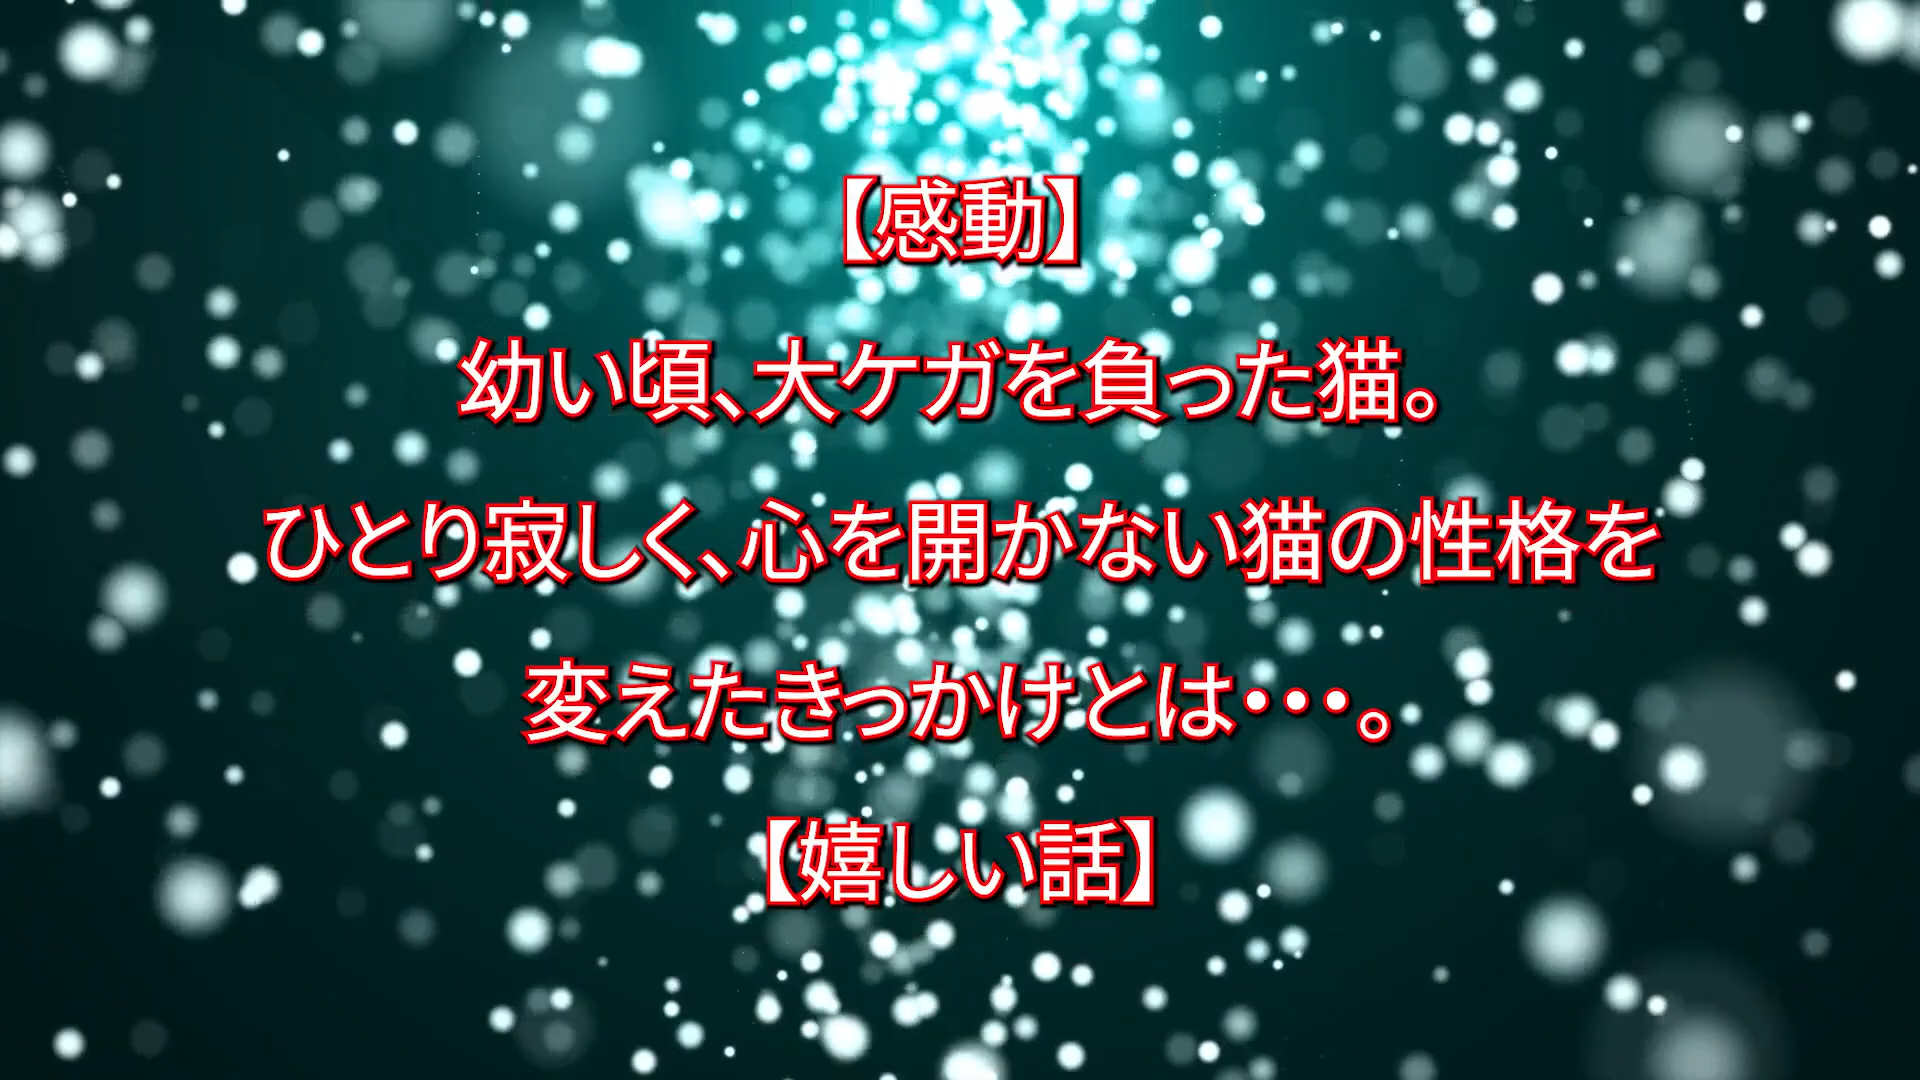 【感動】
幼い頃、大ケガを負った猫。
ひとり寂しく、心を開かない猫の性格を
変えたきっかけとは・・・。
【嬉しい話】